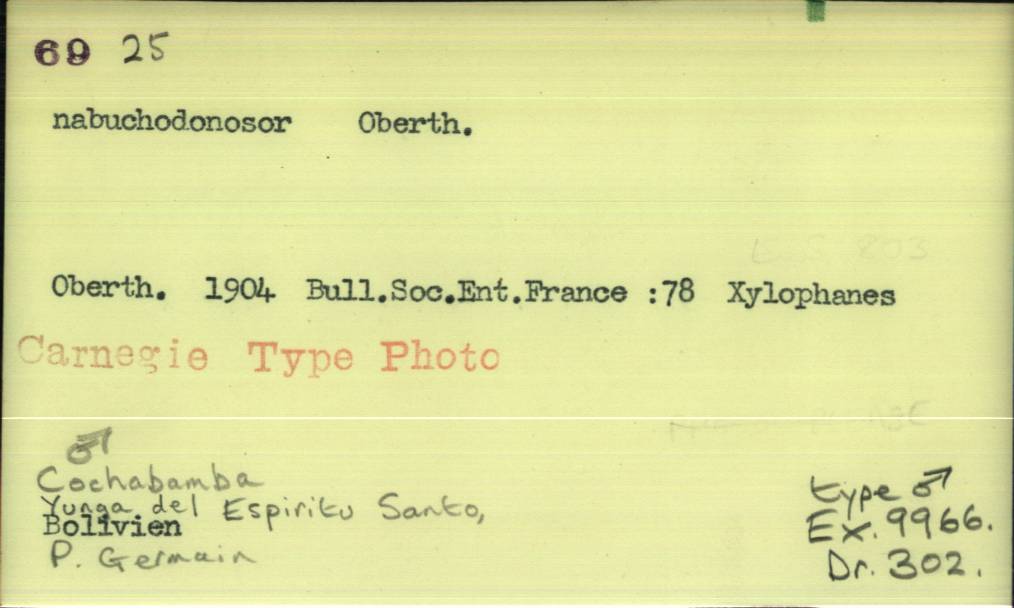 69 25
nabuchodonosor Oberth.
Oberth. 1904 Bull.Soc.Ent.France :78 Xylophanes
Carnegie Type Photo
♂
Cochabamba
Yunga del Espiritu Santo,
Bolivien
P. Germain
type ♂
Ex. 9966.
Dr. 302.